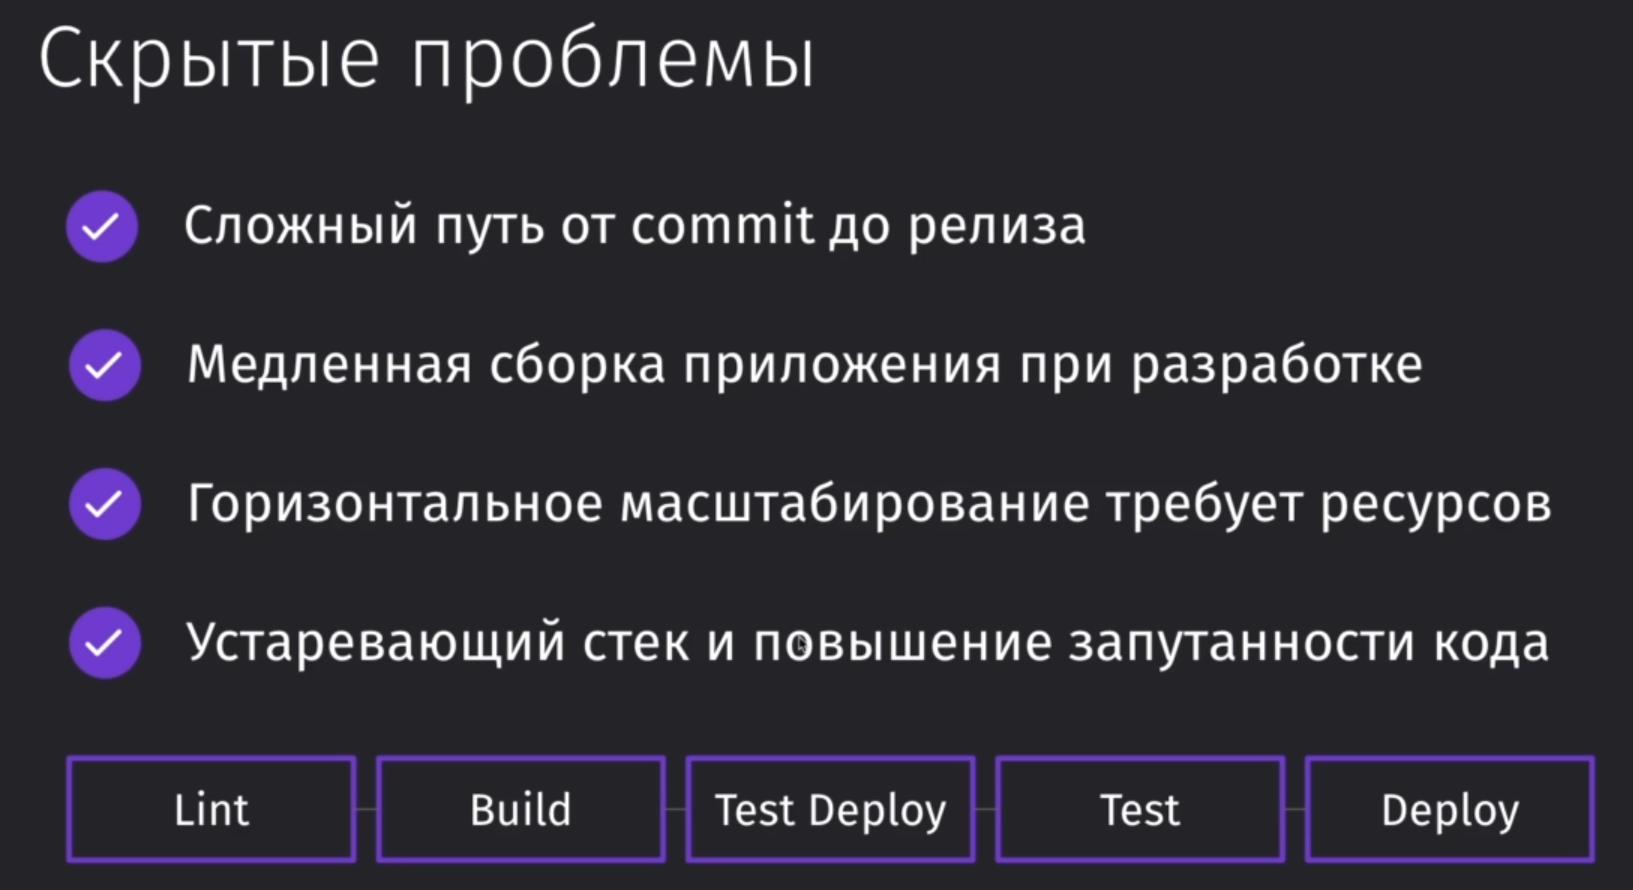 Скрытые проблемы
Сложный путь от commit до релиза
Медленная сборка приложения при разработке
Горизонтальное масштабирование требует ресурсов
Устаревающий стек и повышение запутанности кода
Lint
Build
Test Deploy
Test
Deploy